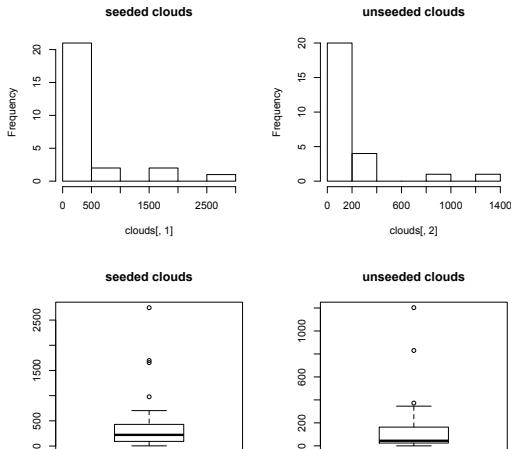 seeded clouds
Frequency
0 5 10 15 20
0 500 1500 2500
clouds[, 1]
unseeded clouds
Frequency
0 5 10 15 20
0 200 600 1000 1400
clouds[, 2]
seeded clouds
0 500 1500 2500
unseeded clouds
0 200 600 1000